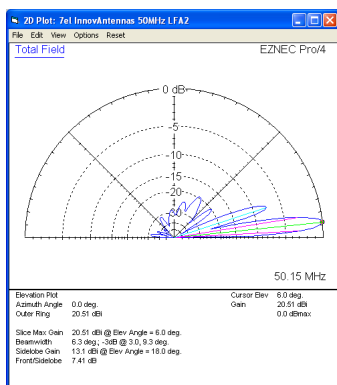 2D Plot: 7el InnovAntennas 50MHz LFA2
File Edit View Options Reset
Total Field
EZNEC Pro/4
0 dB
-5
-10
-15
-20
-30
50.15 MHz
Elevation Plot
Azimuth Angle 0.0 deg.
Outer Ring 20.51 dBi
Cursor Elev 6.0 deg.
Gain 20.51 dBi
0.0 dBmax
Slice Max Gain 20.51 dBi @ Elev Angle = 6.0 deg.
Beamwidth 6.3 deg.; -3dB @ 3.0, 9.3 deg.
Sidelobe Gain 13.1 dBi @ Elev Angle = 18.0 deg.
Front/Sidelobe 7.41 dB